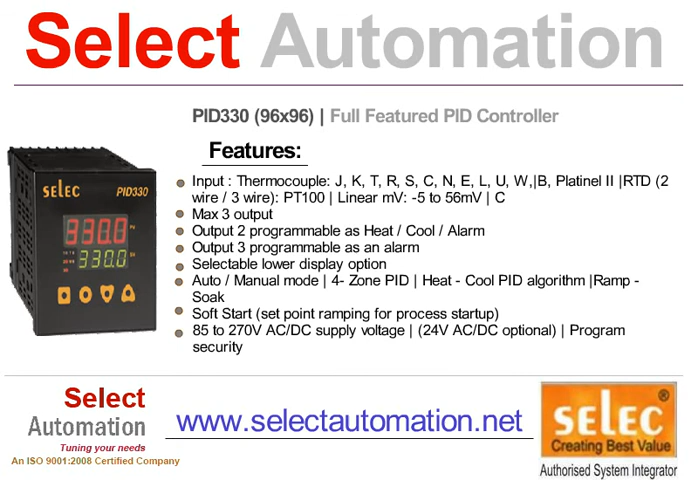 Select Automation
PID330 (96x96) | Full Featured PID Controller
Features:
SELEC
PID330
330.0
330.0
Input : Thermocouple: J, K, T, R, S, C, N, E, L, U, W,|B, Platinel II |RTD (2
wire / 3 wire): PT100 | Linear mV: -5 to 56mV | C
Max 3 output
Output 2 programmable as Heat / Cool / Alarm
Output 3 programmable as an alarm
Selectable lower display option
Auto / Manual mode | 4- Zone PID | Heat - Cool PID algorithm |Ramp -
Soak
Soft Start (set point ramping for process startup)
85 to 270V AC/DC supply voltage | (24V AC/DC optional) | Program
security
Select
Automation
Tuning your needs
An ISO 9001:2008 Certified Company
www.selectautomation.net
SELEC ®
Creating Best Value
Authorised System Integrator